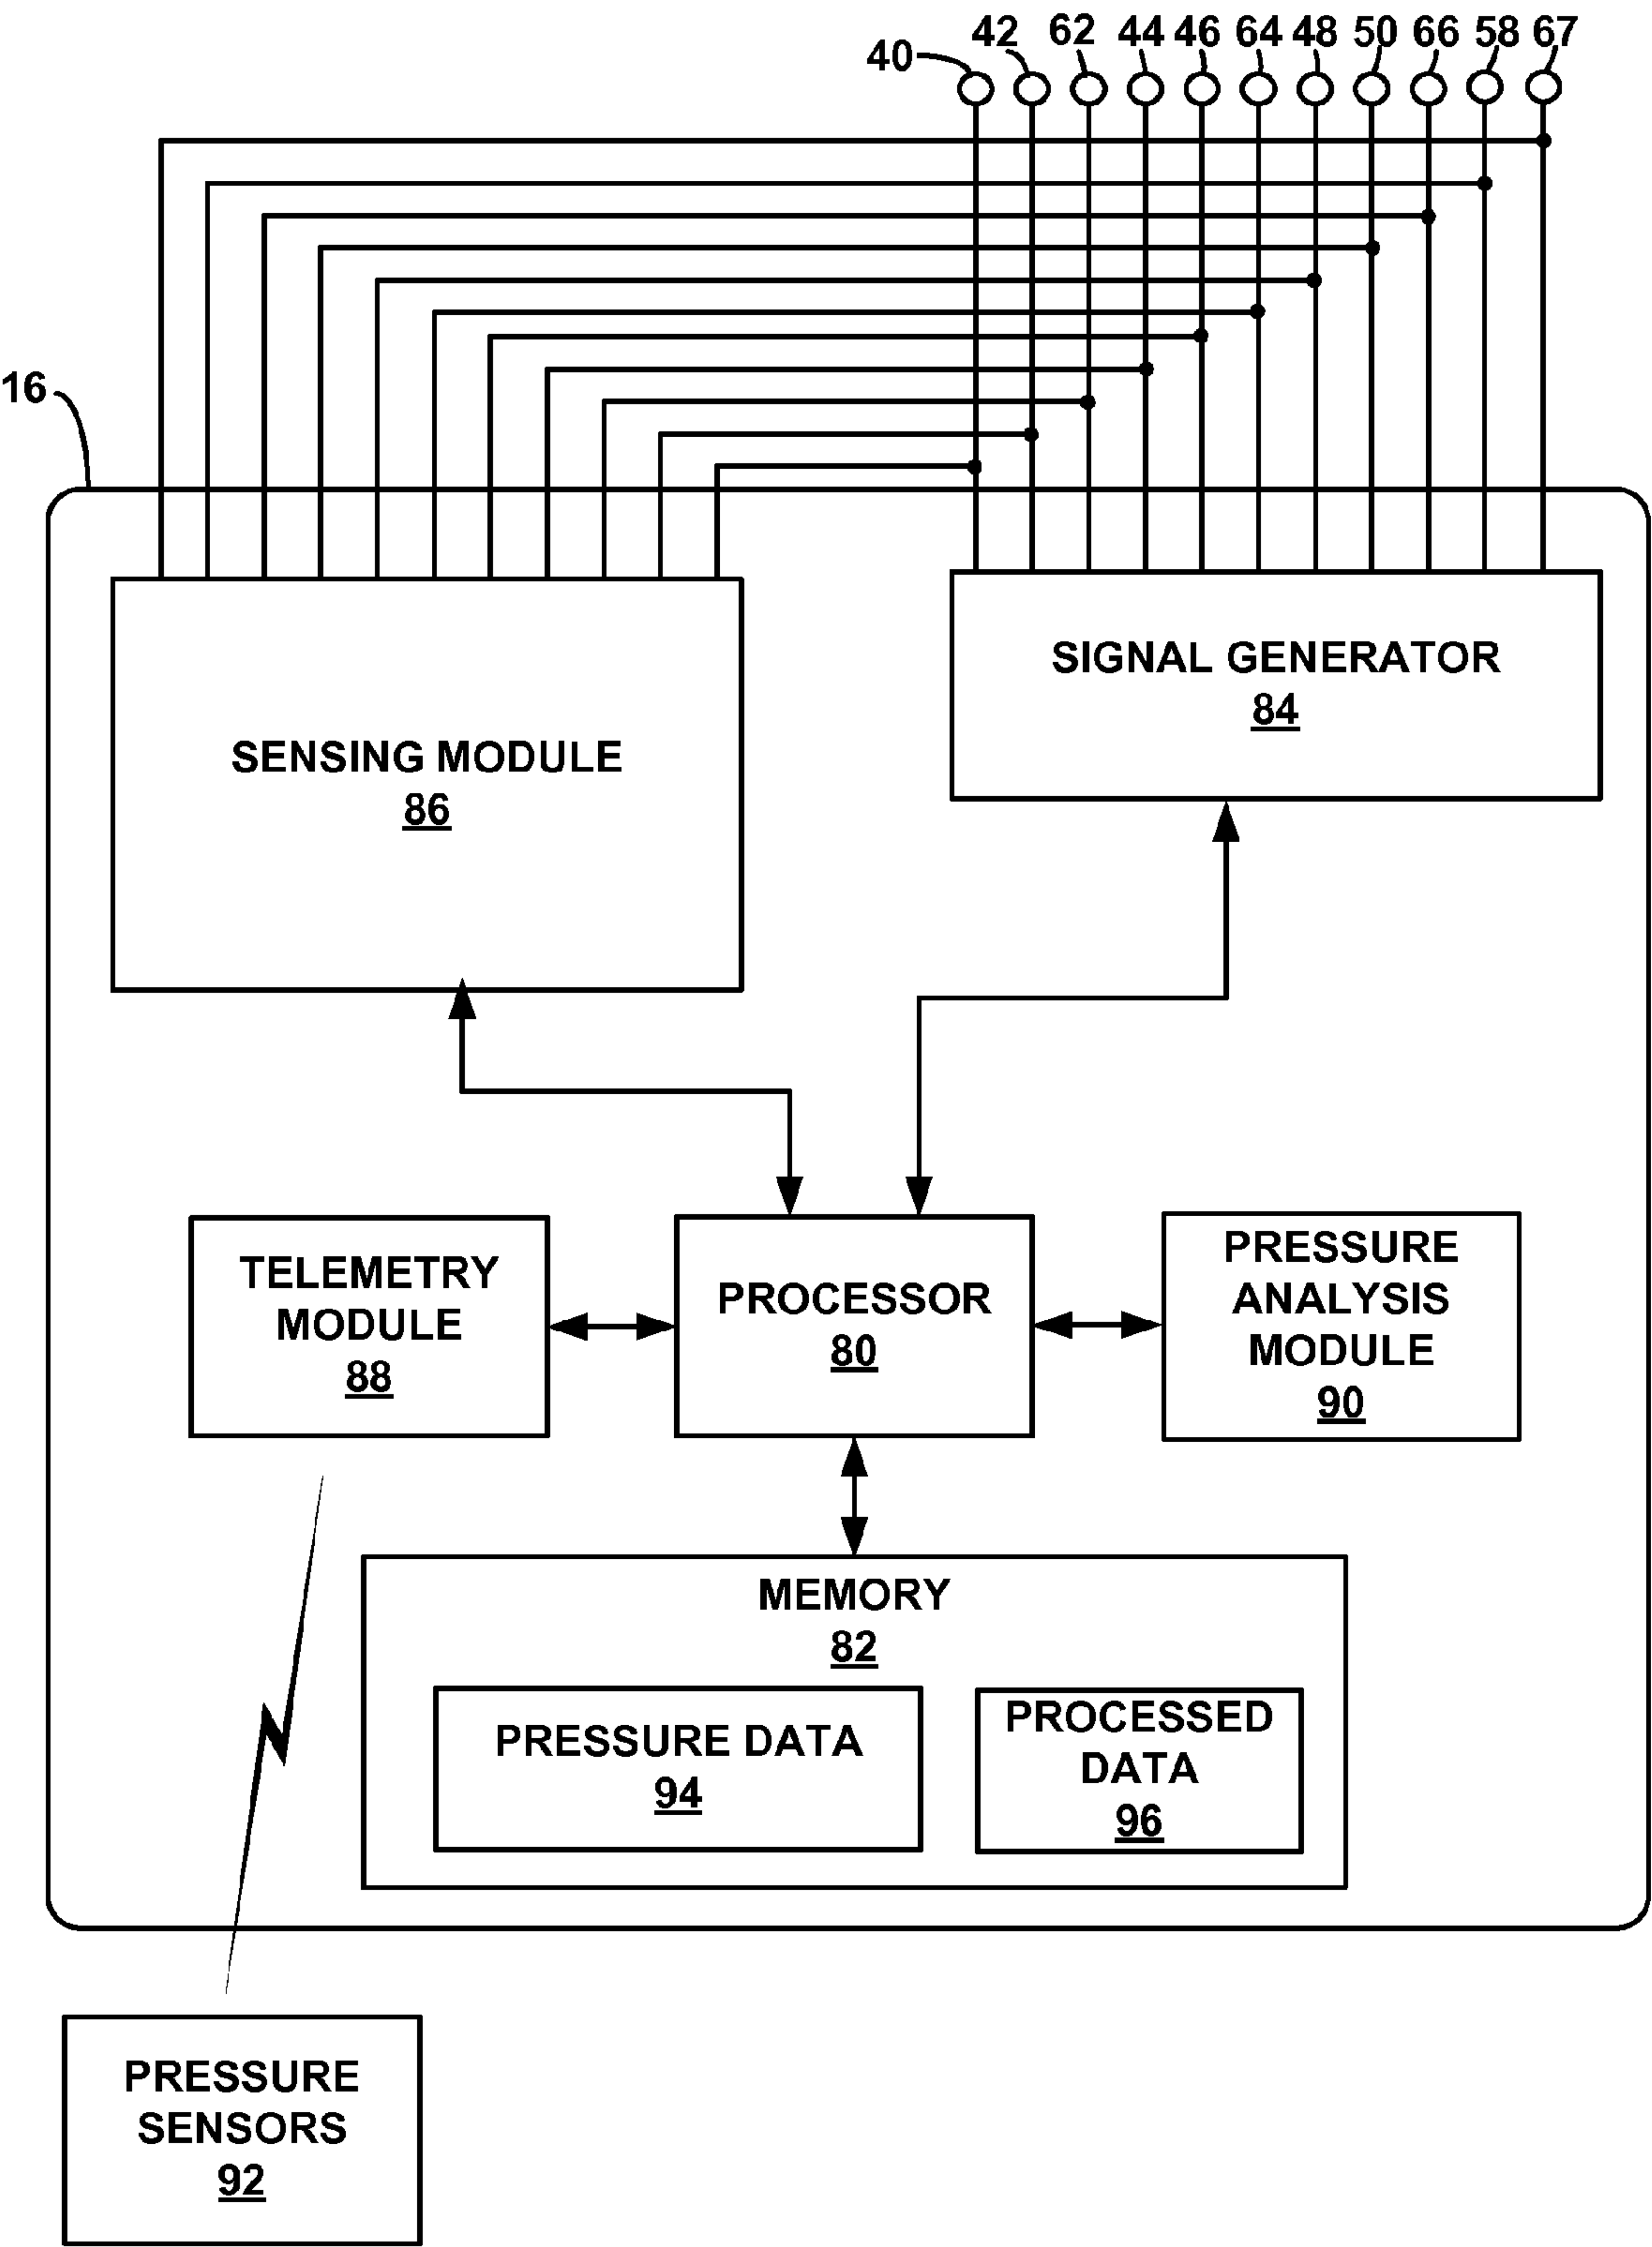 40 42 62 44 46 64 48 50 66 58 67
16
SIGNAL GENERATOR
84
SENSING MODULE
86
TELEMETRY
MODULE
88
PROCESSOR
80
PRESSURE
ANALYSIS
MODULE
90
MEMORY
82
PRESSURE DATA
94
PROCESSED
DATA
96
PRESSURE
SENSORS
92